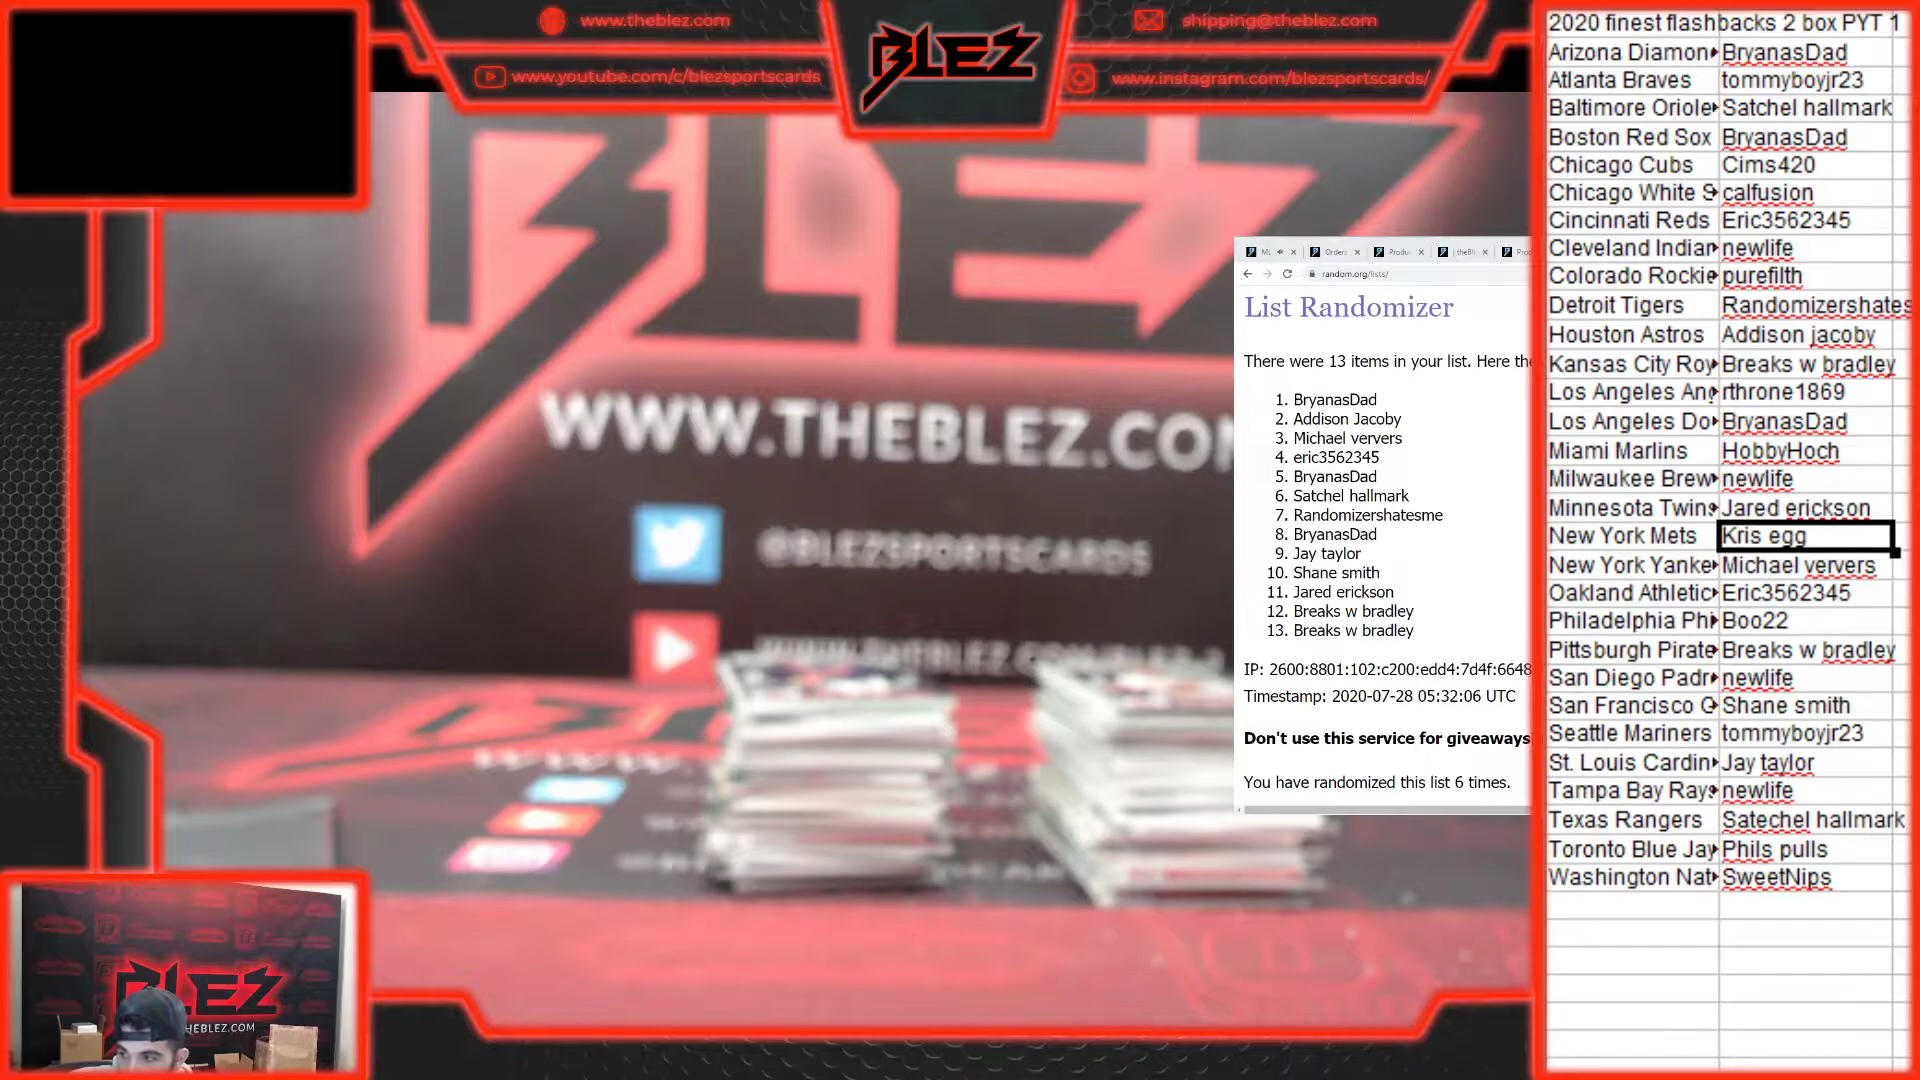 www.theblez.com
www.youtube.com/c/blezsportscards
BLEZ
shipping@theblez.com
www.instagram.com/blezsportscards/
BLEZ
WWW.THEBLEZ.COM
@BLEZSPORTSCARDS
List Randomizer
random.org/lists/
There were 13 items in your list. Here the
1. BryanasDad
2. Addison Jacoby
3. Michael ververs
4. eric3562345
5. BryanasDad
6. Satchel hallmark
7. Randomizershatesme
8. BryanasDad
9. Jay taylor
10. Shane smith
11. Jared erickson
12. Breaks w bradley
13. Breaks w bradley
IP: 2600:8801:102:c200:edd4:7d4f:6648
Timestamp: 2020-07-28 05:32:06 UTC
Don't use this service for giveaways
You have randomized this list 6 times.
2020 finest flashbacks 2 box PYT 1
Arizona Diamon BryanasDad
Atlanta Braves tommyboyjr23
Baltimore Oriole Satchel hallmark
Boston Red Sox BryanasDad
Chicago Cubs Cims420
Chicago White S calfusion
Cincinnati Reds Eric3562345
Cleveland Indian newlife
Colorado Rockie purefilth
Detroit Tigers Randomizershates
Houston Astros Addison jacoby
Kansas City Roy Breaks w bradley
Los Angeles Ang rthrone1869
Los Angeles Do BryanasDad
Miami Marlins HobbyHoch
Milwaukee Brew newlife
Minnesota Twins Jared erickson
New York Mets Kris egg
New York Yanke Michael ververs
Oakland Athletic Eric3562345
Philadelphia Phi Boo22
Pittsburgh Pirate Breaks w bradley
San Diego Padr newlife
San Francisco G Shane smith
Seattle Mariners tommyboyjr23
St. Louis Cardin Jay taylor
Tampa Bay Rays newlife
Texas Rangers Satechel hallmark
Toronto Blue Jay Phils pulls
Washington Nat SweetNips
BLEZ
HEBLEZ.COM